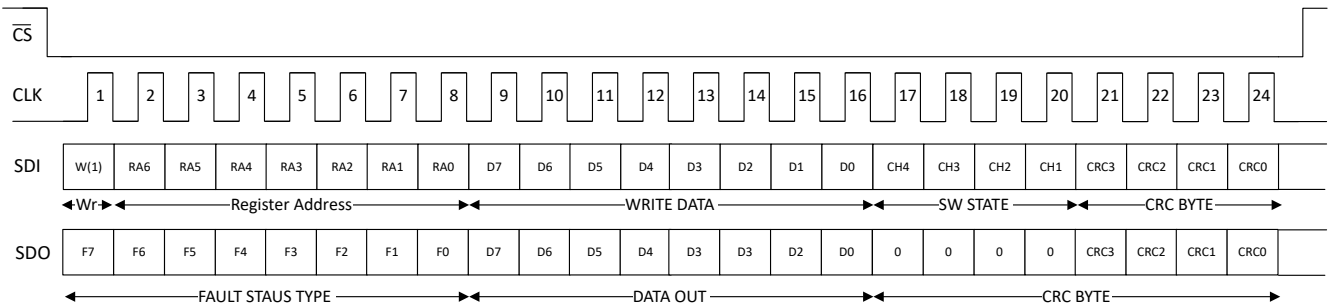 CS
CLK 1 2 3 4 5 6 7 8 9 10 11 12 13 14 15 16 17 18 19 20 21 22 23 24
SDI W(1) RA6 RA5 RA4 RA3 RA2 RA1 RA0 D7 D6 D5 D4 D3 D2 D1 D0 CH4 CH3 CH2 CH1 CRC3 CRC2 CRC1 CRC0
Wr Register Address WRITE DATA SW STATE CRC BYTE
SDO F7 F6 F5 F4 F3 F2 F1 F0 D7 D6 D5 D4 D3 D3 D2 D0 0 0 0 0 CRC3 CRC2 CRC1 CRC0
FAULT STAUS TYPE DATA OUT CRC BYTE